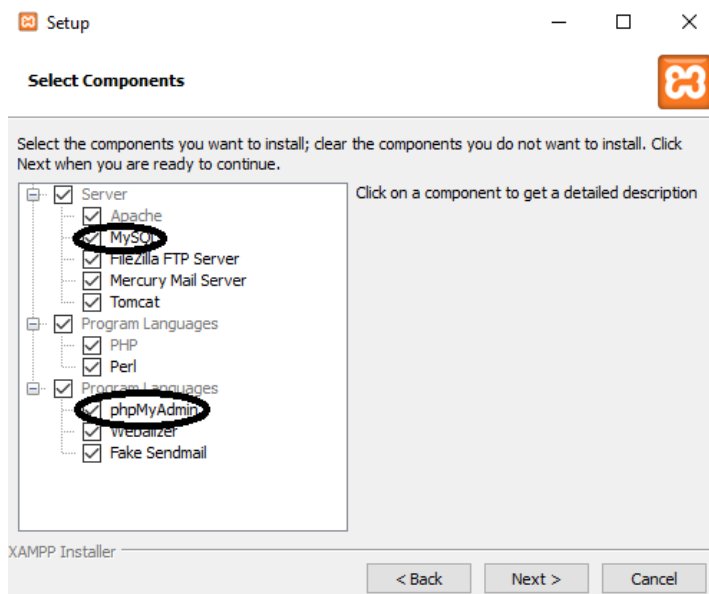 Setup
Select Components
Select the components you want to install; clear the components you do not want to install. Click
Next when you are ready to continue.
Server
Click on a component to get a detailed description
Apache
MySQL
FileZilla FTP Server
Mercury Mail Server
Tomcat
Program Languages
PHP
Perl
Program Languages
phpMyAdmin
Webalizer
Fake Sendmail
XAMPP Installer
< Back
Next >
Cancel